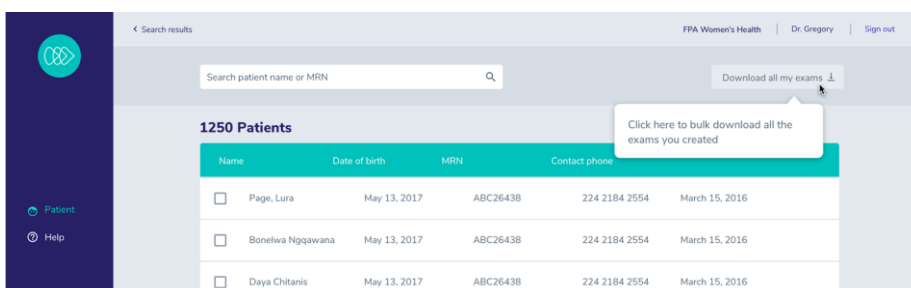 Search results
FPA Women's Health Dr. Gregory Sign out
Search patient name or MRN
Download all my exams
Click here to bulk download all the
exams you created
1250 Patients
Name Date of birth MRN Contact phone
Page, Lura May 13, 2017 ABC26438 224 2184 2554 March 15, 2016
Bonelwa Ngqawana May 13, 2017 ABC26438 224 2184 2554 March 15, 2016
Daya Chitanis May 13, 2017 ABC26438 224 2184 2554 March 15, 2016
Patient
Help